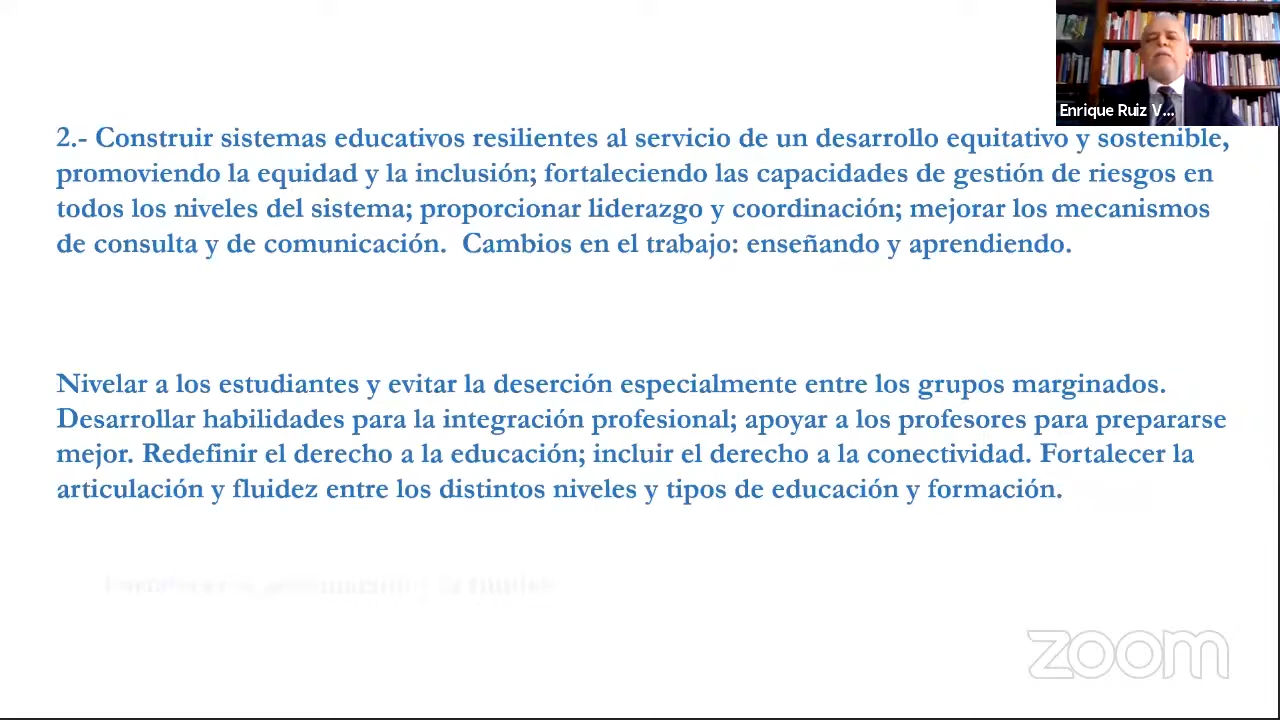 Enrique Ruiz V...
2.- Construir sistemas educativos resilientes al servicio de un desarrollo equitativo y sostenible,
promoviendo la equidad y la inclusión; fortaleciendo las capacidades de gestión de riesgos en
todos los niveles del sistema; proporcionar liderazgo y coordinación; mejorar los mecanismos
de consulta y de comunicación.  Cambios en el trabajo: enseñando y aprendiendo.
Nivelar a los estudiantes y evitar la deserción especialmente entre los grupos marginados.
Desarrollar habilidades para la integración profesional; apoyar a los profesores para prepararse
mejor. Redefinir el derecho a la educación; incluir el derecho a la conectividad. Fortalecer la
articulación y fluidez entre los distintos niveles y tipos de educación y formación.
zoom